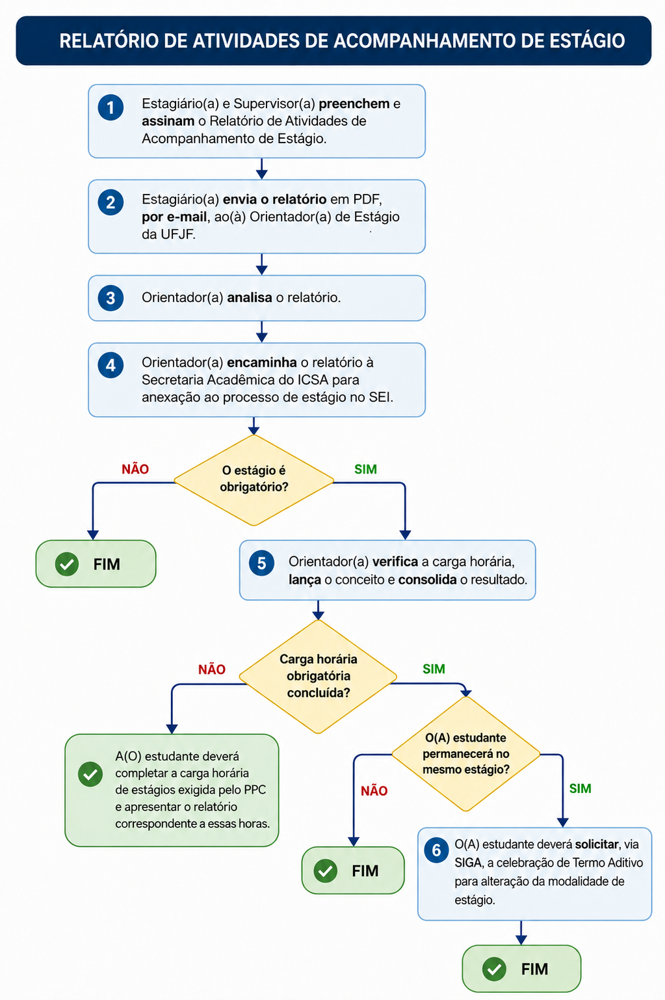 RELATÓRIO DE ATIVIDADES DE ACOMPANHAMENTO DE ESTÁGIO
1
Estagiário(a) e Supervisor(a) preenchem e
assinam o Relatório de Atividades de
Acompanhamento de Estágio.
2
Estagiário(a) envia o relatório em PDF,
por e-mail, ao(à) Orientador(a) de Estágio
da UFJF.
3
Orientador(a) analisa o relatório.
4
Orientador(a) encaminha o relatório à
Secretaria Acadêmica do ICSA para
anexação ao processo de estágio no SEI.
O estágio é
obrigatório?
NÃO
SIM
FIM
5
Orientador(a) verifica a carga horária,
lança o conceito e consolida o resultado.
Carga horária
obrigatória
concluída?
NÃO
SIM
A(O) estudante deverá
completar a carga horária
de estágios exigida pelo PPC
e apresentar o relatório
correspondente a essas horas.
O(A) estudante
permanecerá no
mesmo estágio?
NÃO
SIM
FIM
6
O(A) estudante deverá solicitar, via
SIGA, a celebração de Termo Aditivo
para alteração da modalidade de
estágio.
FIM